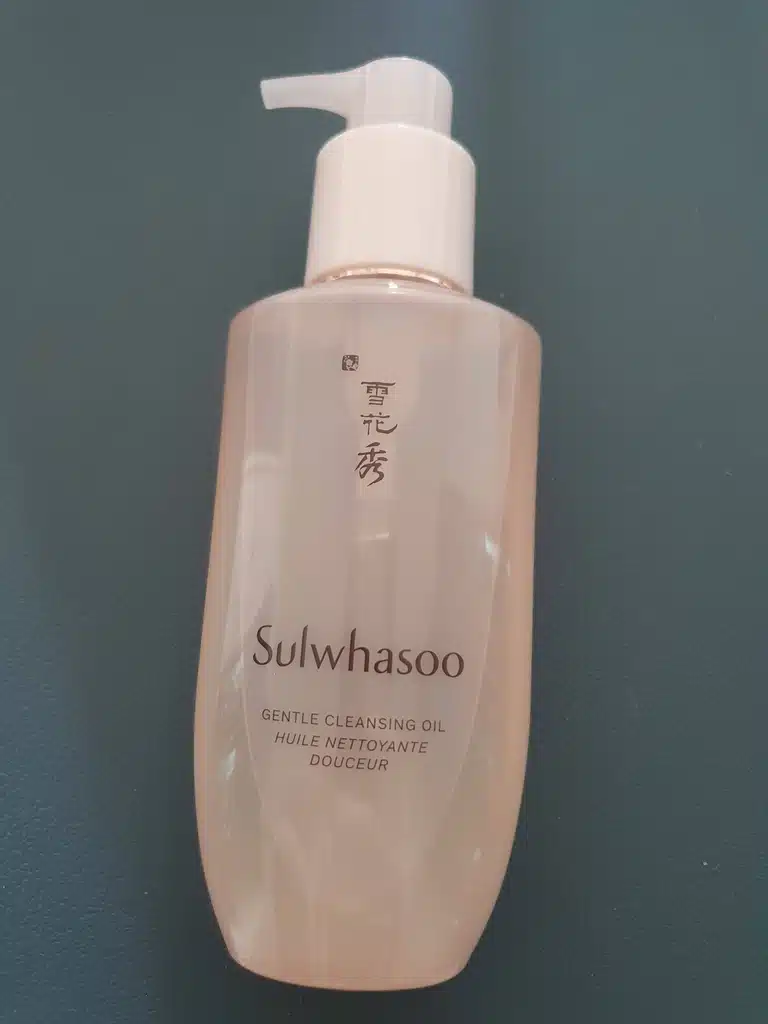 雪花秀
Sulwhasoo
GENTLE CLEANSING OIL
HUILE NETTOYANTE
DOUCEUR